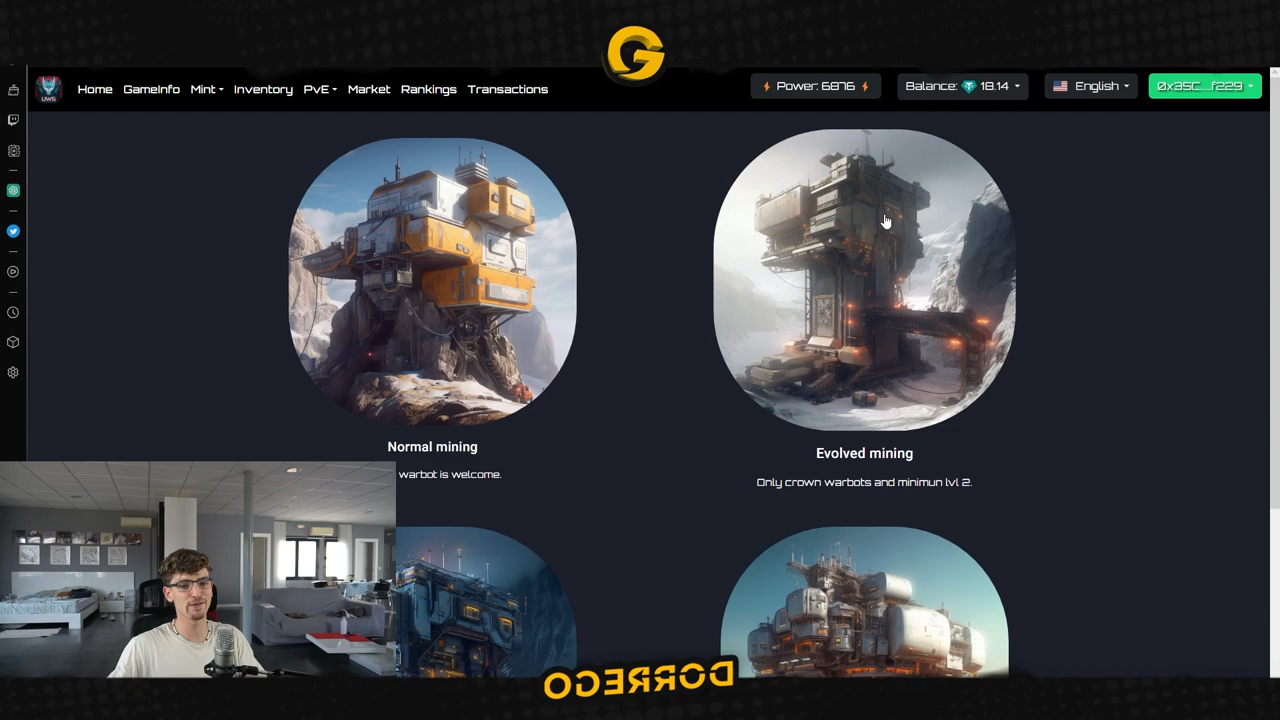 G
UWS Home GameInfo Mint Inventory PvE Market Rankings Transactions Power: 6876 Balance: 18.14 English 0x35C....f229
Normal mining
Evolved mining
warbot is welcome.
Only crown warbots and minimun lvl 2.
DORREGO